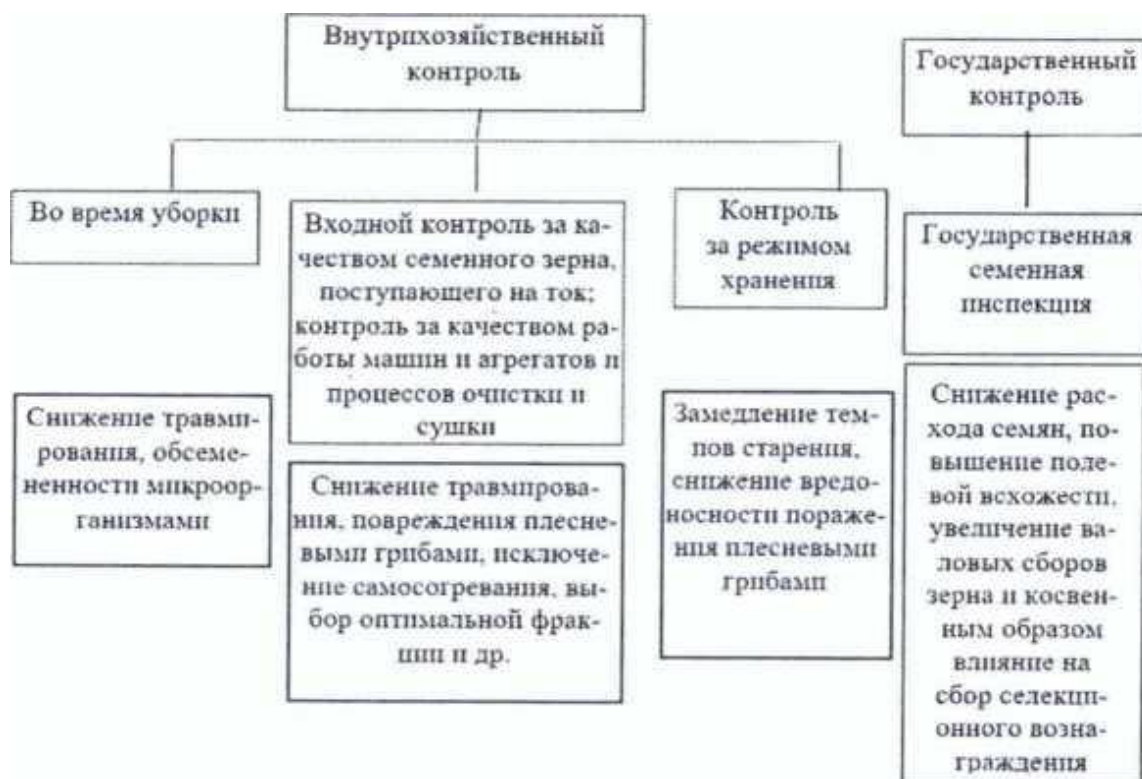 Внутрихозяйственный
контроль
Государственный
контроль
Во время уборки
Входной контроль за ка-
чеством семенного зерна,
поступающего на ток;
контроль за качеством ра-
боты машин и агрегатов и
процессов очистки и
сушки
Контроль
за режимом
хранения
Государственная
семенная
инспекция
Снижение травми-
рования, обсеме-
ненности микроор-
ганизмами
Снижение травмирова-
ния, повреждения плесне-
выми грибами, исключе-
ние самосогревания, вы-
бор оптимальной фрак-
ции и др.
Замедление тем-
пов старения,
снижение вредо-
носности пораже-
ния плесневыми
грибами
Снижение рас-
хода семян, по-
вышение поле-
вой всхожести,
увеличение ва-
ловых сборов
зерна и косвен-
ным образом
влияние на
сбор селекци-
онного возна-
граждения